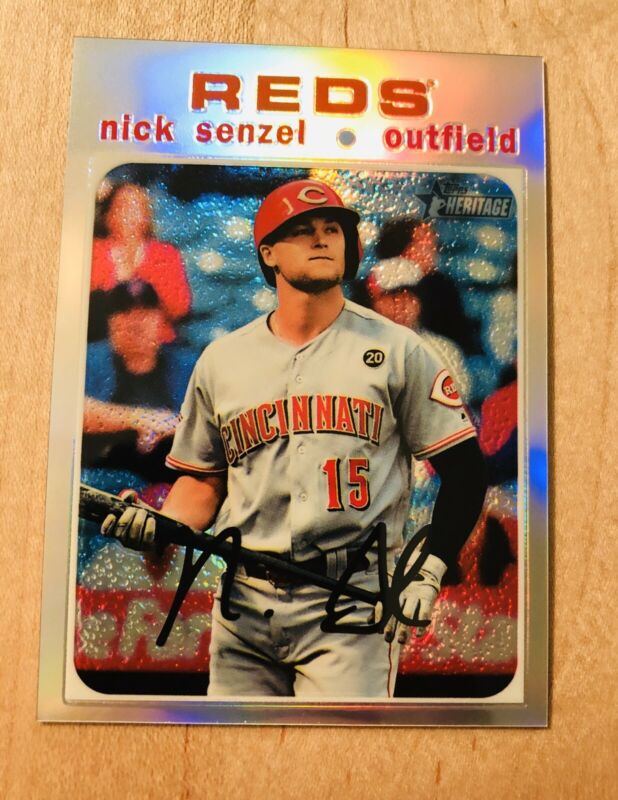 REDS
nick senzel • outfield
Topps
HERITAGE
20
CINCINNATI
15